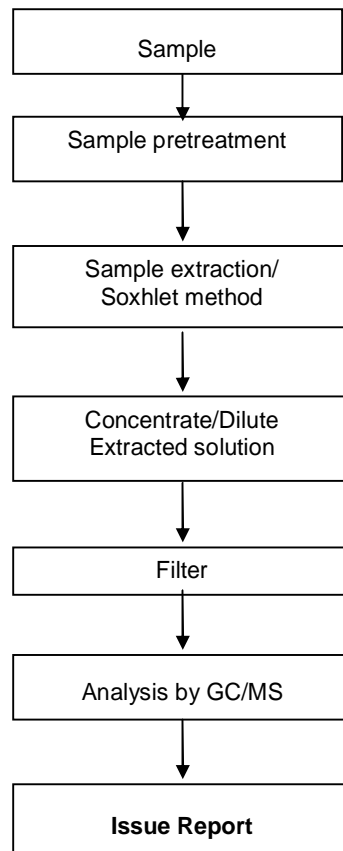 Sample
Sample pretreatment
Sample extraction/
Soxhlet method
Concentrate/Dilute
Extracted solution
Filter
Analysis by GC/MS
Issue Report